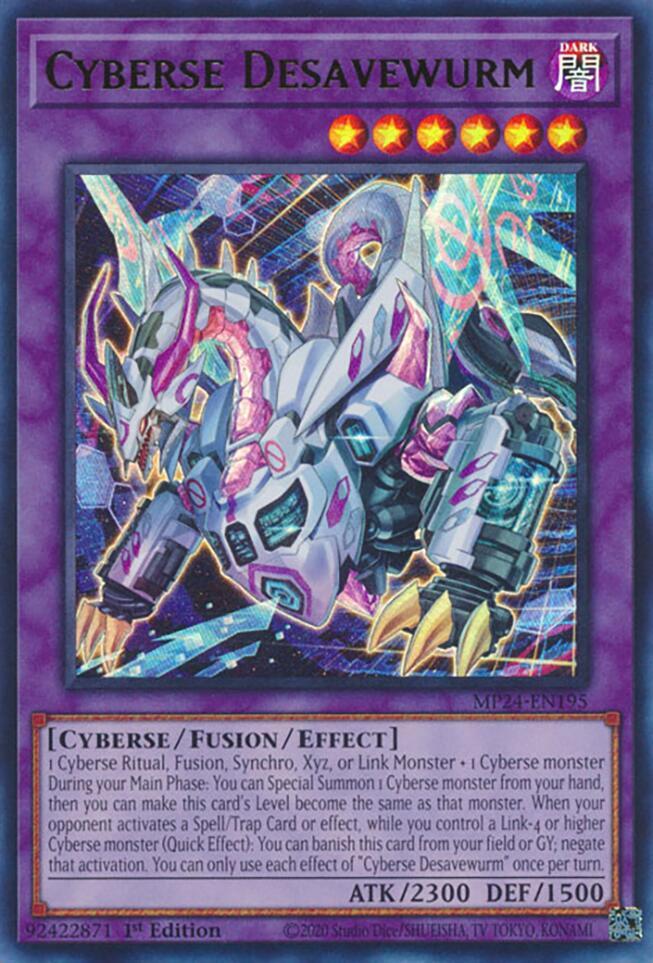 Cyberse Desavewurm
DARK
闇
MP24-EN195
[Cyberse/Fusion/Effect]
1 Cyberse Ritual, Fusion, Synchro, Xyz, or Link Monster + 1 Cyberse monster
During your Main Phase: You can Special Summon 1 Cyberse monster from your hand,
then you can make this card's Level become the same as that monster. When your
opponent activates a Spell/Trap Card or effect, while you control a Link-4 or higher
Cyberse monster (Quick Effect): You can banish this card from your field or GY; negate
that activation. You can only use each effect of "Cyberse Desavewurm" once per turn.
ATK/2300 DEF/1500
92422871 1st Edition
©2020 Studio Dice/SHUEISHA, TV TOKYO, KONAMI